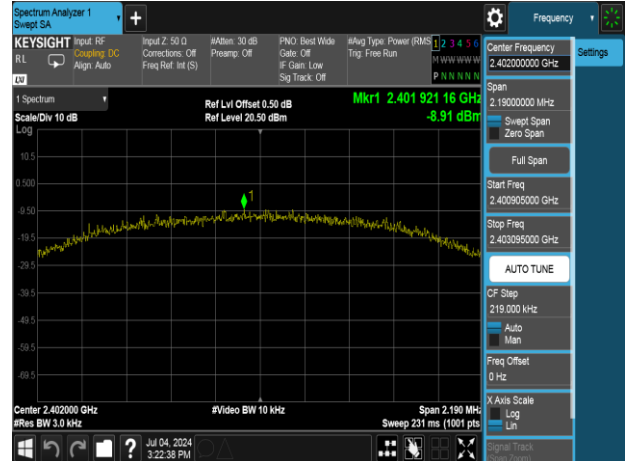 Spectrum Analyzer 1
Swept SA
Frequency
KEYSIGHT
RL
LXI
Input: RF
Coupling: DC
Align: Auto
Input Z: 50 Ω
Corrections: Off
Freq Ref: Int (S)
#Atten: 30 dB
Preamp: Off
PNO: Best Wide
Gate: Off
IF Gain: Low
Sig Track: Off
#Avg Type: Power (RMS
Trig: Free Run
1 2 3 4 5 6
M W W W W W
P N N N N N
1 Spectrum
Scale/Div 10 dB
Ref Lvl Offset 0.50 dB
Ref Level 20.50 dBm
Mkr1 2.401 921 16 GHz
-8.91 dBm
Log
10.5
0.500
-9.50
-19.5
-29.5
-39.5
-49.5
-59.5
-69.5
1
Center 2.402000 GHz
#Res BW 3.0 kHz
#Video BW 10 kHz
Span 2.190 MHz
Sweep 231 ms (1001 pts
Jul 04, 2024
3:22:38 PM
Center Frequency
2.402000000 GHz
Settings
Span
2.19000000 MHz
Swept Span
Zero Span
Full Span
Start Freq
2.400905000 GHz
Stop Freq
2.403095000 GHz
AUTO TUNE
CF Step
219.000 kHz
Auto
Man
Freq Offset
0 Hz
X Axis Scale
Log
Lin
Signal Track
(Span Zoom)